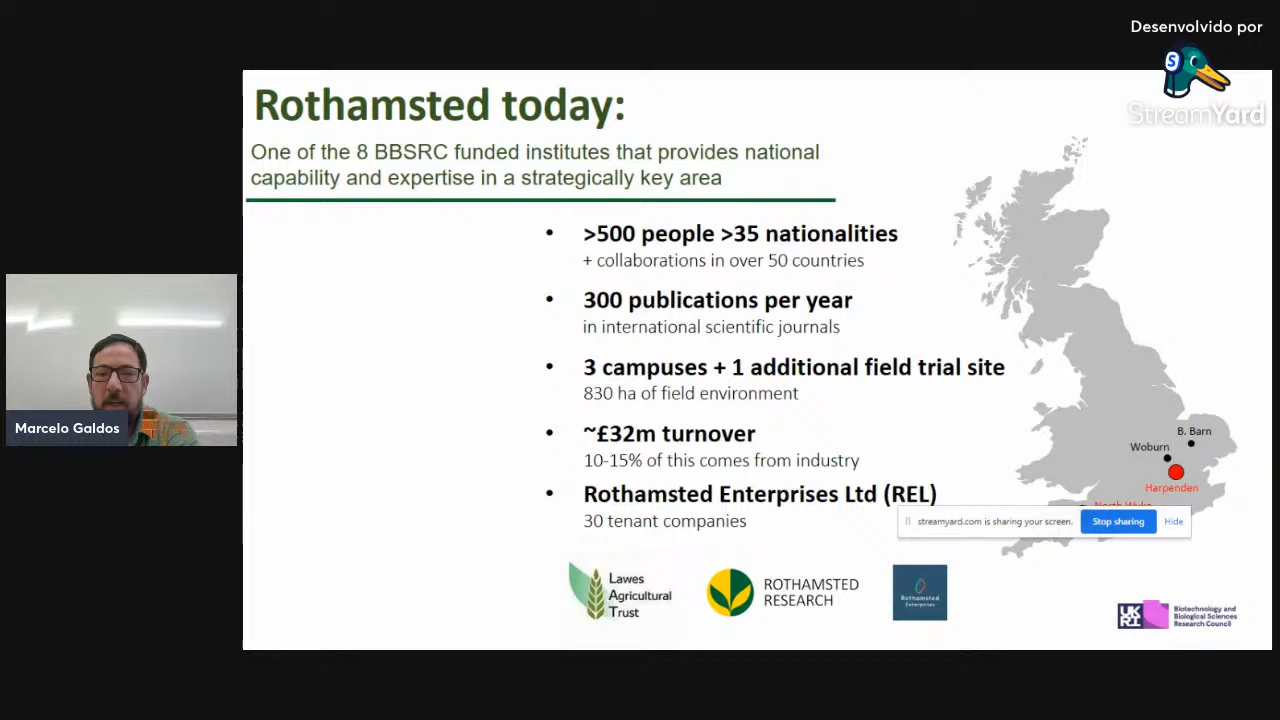 Desenvolvido por
S
StreamYard
Rothamsted today:
One of the 8 BBSRC funded institutes that provides national
capability and expertise in a strategically key area
• >500 people >35 nationalities
+ collaborations in over 50 countries
• 300 publications per year
in international scientific journals
• 3 campuses + 1 additional field trial site
830 ha of field environment
• ~£32m turnover
10-15% of this comes from industry
• Rothamsted Enterprises Ltd (REL)
30 tenant companies
B. Barn
Woburn
Harpenden
North Wyke
streamyard.com is sharing your screen.
Stop sharing
Hide
Marcelo Galdos
Lawes
Agricultural
Trust
ROTHAMSTED
RESEARCH
Rothamsted
Enterprises
UK
RI
Biotechnology and
Biological Sciences
Research Council